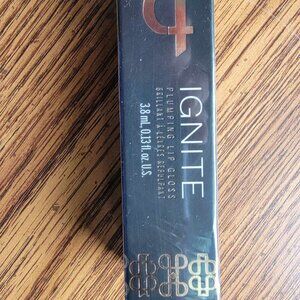 IGNITE
PLUMPING LIP GLOSS
BRILLANT À LÈVRES REPULPANT
3.8 mL 0.13 fl. oz. U.S.